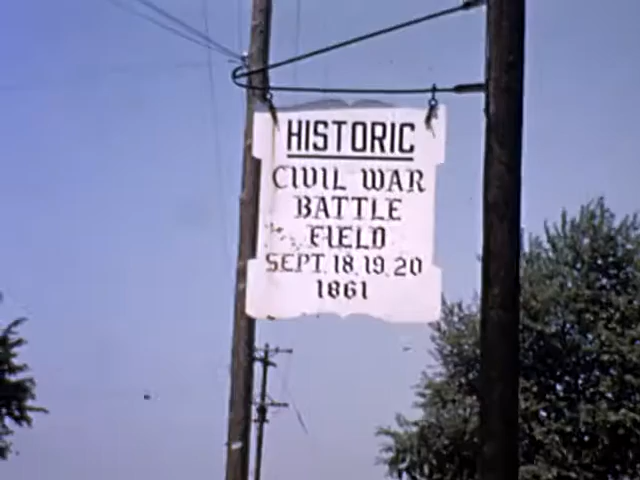 HISTORIC
CIVIL WAR
BATTLE
FIELD
SEPT. 18, 19, 20
1861